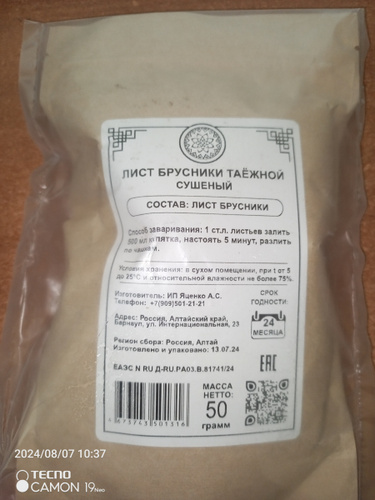 ЛИСТ БРУСНИКИ ТАЁЖНОЙ
СУШЕНЫЙ
СОСТАВ: ЛИСТ БРУСНИКИ
Способ заваривания: 1 ст.л. листьев залить
500 мл кипятка, настоять 5 минут, разлить
по чашкам.
Условия хранения: в сухом помещении, при t от 5
до 25°С и относительной влажности не более 75%
Изготовитель: ИП Яценко А.С.
Телефон: +7(909)501-21-21
Адрес: Россия, Алтайский край,
Барнаул, ул. Интернациональная, 23
СРОК
ГОДНОСТИ:
24
МЕСЯЦА
Регион сбора: Россия, Алтай
Изготовлено и упаковано: 13.07.24
ЕАЭС N RU Д-RU.РА03.В.81741/24
EAC
МАССА
НЕТТО:
50
грамм
4673743501316
2024/08/07 10:37
TECNO
CAMON 19 Neo